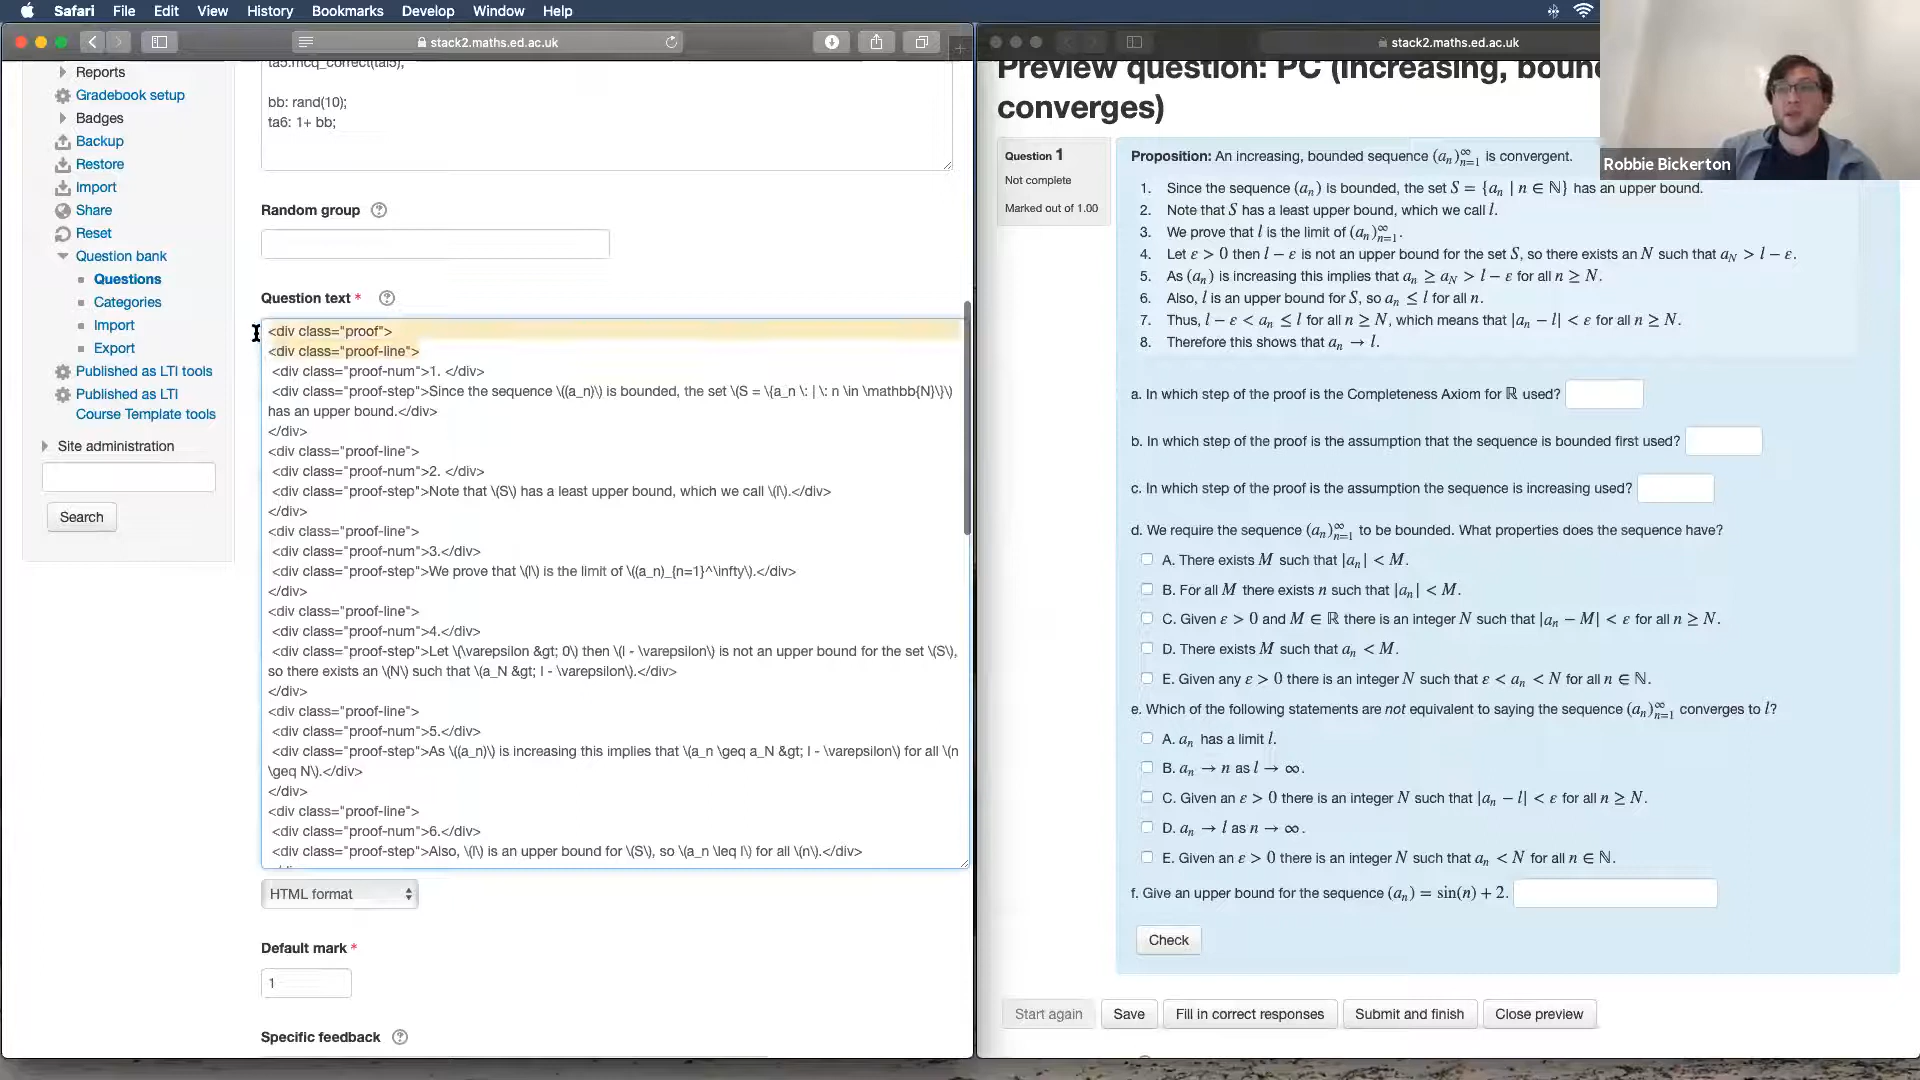 Safari File Edit View History Bookmarks Develop Window Help
stack2.maths.ed.ac.uk
Reports
Gradebook setup
Badges
Backup
Restore
Import
Share
Reset
Question bank
Questions
Categories
Import
Export
Published as LTI tools
Published as LTI
Course Template tools
Site administration
Search
ta5:mcq_correct(tal5);
bb: rand(10);
ta6: 1+ bb;
Random group
Question text *
<div class="proof">
<div class="proof-line">
<div class="proof-num">1. </div>
<div class="proof-step">Since the sequence \((a_n)\) is bounded, the set \(S = \{a_n \: | \: n \in \mathbb{N}\}\)
has an upper bound.</div>
</div>
<div class="proof-line">
<div class="proof-num">2. </div>
<div class="proof-step">Note that \(S\) has a least upper bound, which we call \(l\).</div>
</div>
<div class="proof-line">
<div class="proof-num">3.</div>
<div class="proof-step">We prove that \(l\) is the limit of \((a_n)_{n=1}^\infty\).</div>
</div>
<div class="proof-line">
<div class="proof-num">4.</div>
<div class="proof-step">Let \(\varepsilon &gt; 0\) then \(l - \varepsilon\) is not an upper bound for the set \(S\),
so there exists an \(N\) such that \(a_N &gt; l - \varepsilon\).</div>
</div>
<div class="proof-line">
<div class="proof-num">5.</div>
<div class="proof-step">As \((a_n)\) is increasing this implies that \(a_n \geq a_N &gt; l - \varepsilon\) for all \(n
\geq N\).</div>
</div>
<div class="proof-line">
<div class="proof-num">6.</div>
<div class="proof-step">Also, \(l\) is an upper bound for \(S\), so \(a_n \leq l\) for all \(n\).</div>
HTML format
Default mark *
1
Specific feedback
stack2.maths.ed.ac.uk
Preview question: PC (increasing, boun
converges)
Robbie Bickerton
Question 1
Not complete
Marked out of 1.00
Proposition: An increasing, bounded sequence (aₙ)ₙ₌₁^∞ is convergent.
1. Since the sequence (aₙ) is bounded, the set S = {aₙ | n ∈ ℕ} has an upper bound.
2. Note that S has a least upper bound, which we call l.
3. We prove that l is the limit of (aₙ)ₙ₌₁^∞.
4. Let ε > 0 then l − ε is not an upper bound for the set S, so there exists an N such that a_N > l − ε.
5. As (aₙ) is increasing this implies that aₙ ≥ a_N > l − ε for all n ≥ N.
6. Also, l is an upper bound for S, so aₙ ≤ l for all n.
7. Thus, l − ε < aₙ ≤ l for all n ≥ N, which means that |aₙ − l| < ε for all n ≥ N.
8. Therefore this shows that aₙ → l.
a. In which step of the proof is the Completeness Axiom for ℝ used?
b. In which step of the proof is the assumption that the sequence is bounded first used?
c. In which step of the proof is the assumption the sequence is increasing used?
d. We require the sequence (aₙ)ₙ₌₁^∞ to be bounded. What properties does the sequence have?
A. There exists M such that |aₙ| < M.
B. For all M there exists n such that |aₙ| < M.
C. Given ε > 0 and M ∈ ℝ there is an integer N such that |aₙ − M| < ε for all n ≥ N.
D. There exists M such that aₙ < M.
E. Given any ε > 0 there is an integer N such that ε < aₙ < N for all n ∈ ℕ.
e. Which of the following statements are not equivalent to saying the sequence (aₙ)ₙ₌₁^∞ converges to l?
A. aₙ has a limit l.
B. aₙ → n as l → ∞.
C. Given an ε > 0 there is an integer N such that |aₙ − l| < ε for all n ≥ N.
D. aₙ → l as n → ∞.
E. Given an ε > 0 there is an integer N such that aₙ < N for all n ∈ ℕ.
f. Give an upper bound for the sequence (aₙ) = sin(n) + 2.
Check
Start again Save Fill in correct responses Submit and finish Close preview